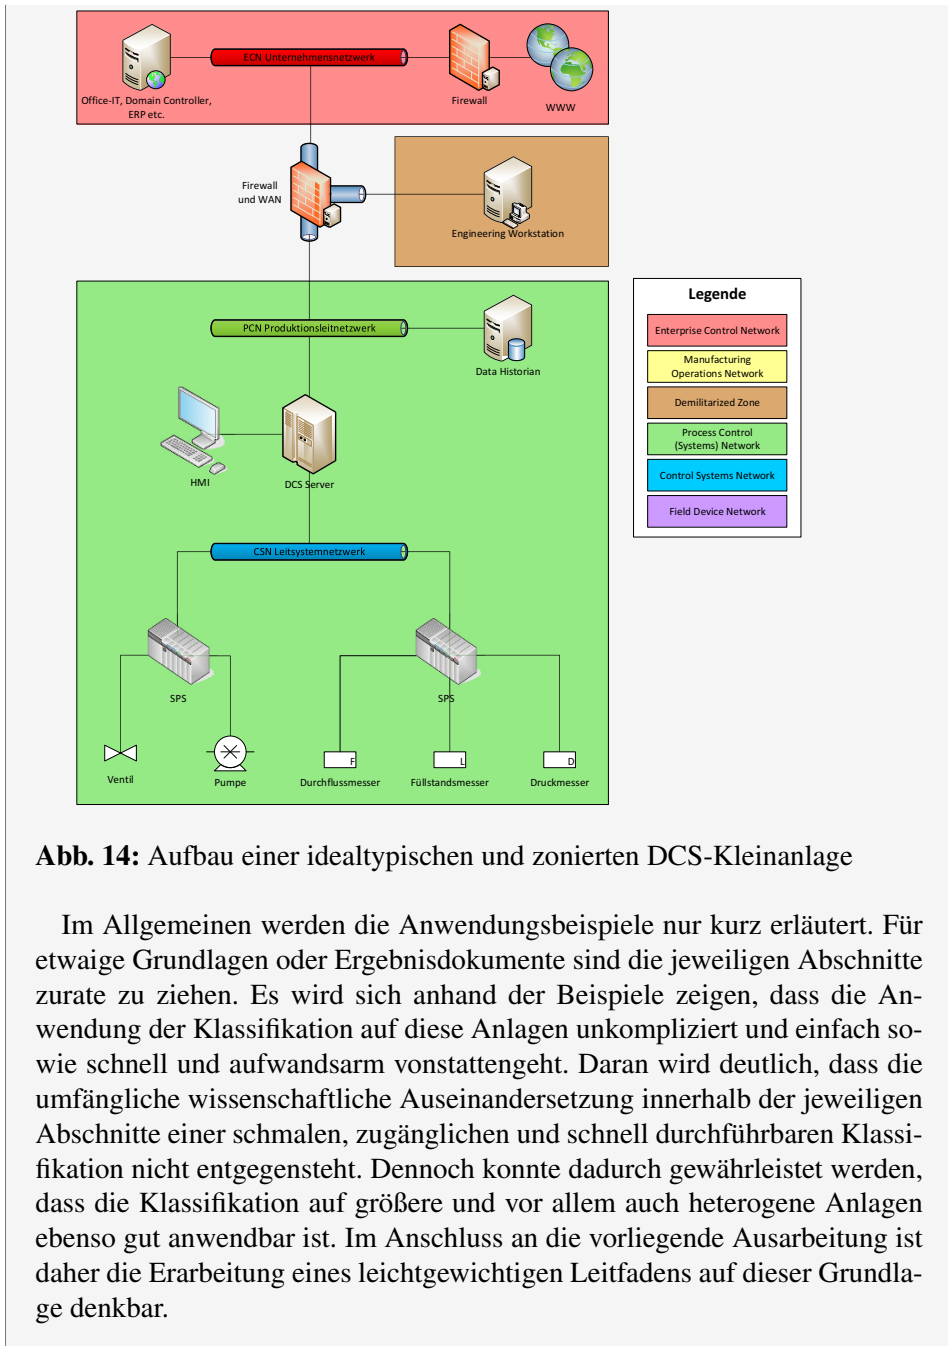 ECN Unternehmensnetzwerk
Office-IT, Domain Controller,
ERP etc.
Firewall
WWW
Firewall
und WAN
Engineering Workstation
PCN Produktionsleitnetzwerk
Data Historian
HMI
DCS Server
CSN Leitsystemnetzwerk
SPS
SPS
F
L
D
Ventil
Pumpe
Durchflussmesser
Füllstandsmesser
Druckmesser
Legende
Enterprise Control Network
Manufacturing
Operations Network
Demilitarized Zone
Process Control
(Systems) Network
Control Systems Network
Field Device Network
Abb. 14: Aufbau einer idealtypischen und zonierten DCS-Kleinanlage
Im Allgemeinen werden die Anwendungsbeispiele nur kurz erläutert. Für
etwaige Grundlagen oder Ergebnisdokumente sind die jeweiligen Abschnitte
zurate zu ziehen. Es wird sich anhand der Beispiele zeigen, dass die An-
wendung der Klassifikation auf diese Anlagen unkompliziert und einfach so-
wie schnell und aufwandsarm vonstattengeht. Daran wird deutlich, dass die
umfängliche wissenschaftliche Auseinandersetzung innerhalb der jeweiligen
Abschnitte einer schmalen, zugänglichen und schnell durchführbaren Klassi-
fikation nicht entgegensteht. Dennoch konnte dadurch gewährleistet werden,
dass die Klassifikation auf größere und vor allem auch heterogene Anlagen
ebenso gut anwendbar ist. Im Anschluss an die vorliegende Ausarbeitung ist
daher die Erarbeitung eines leichtgewichtigen Leitfadens auf dieser Grundla-
ge denkbar.